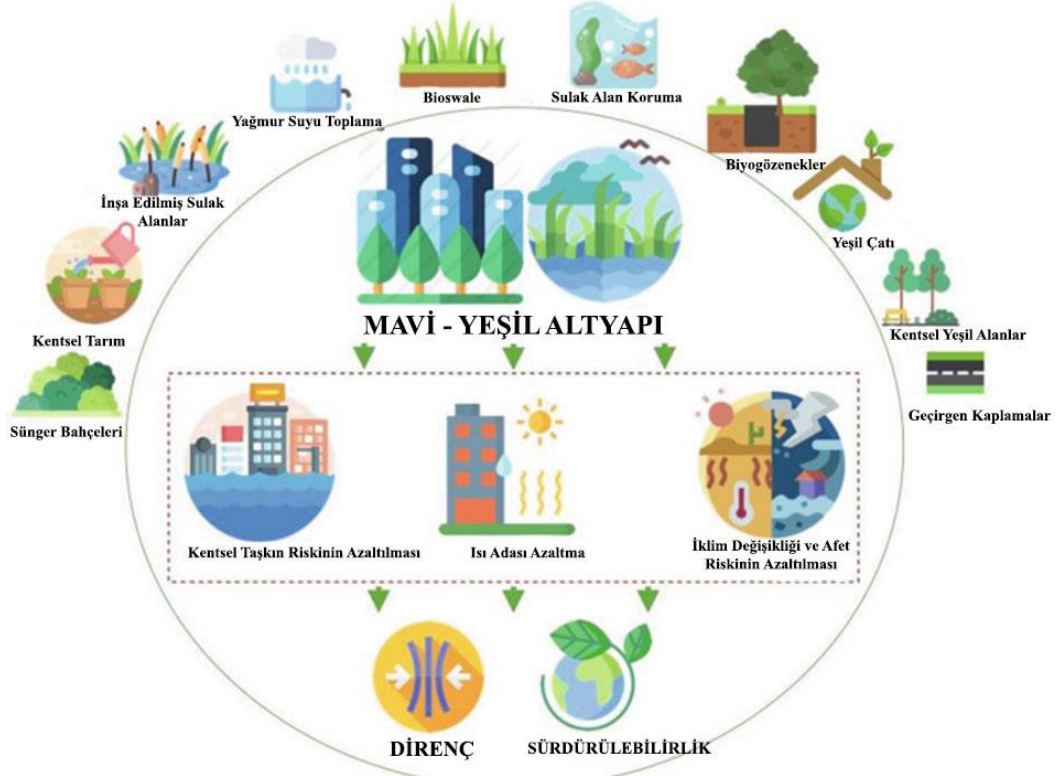 Bioswale
Sulak Alan Koruma
Yağmur Suyu Toplama
Biyogözenekler
İnşa Edilmiş Sulak
Alanlar
Yeşil Çatı
Kentsel Tarım
Kentsel Yeşil Alanlar
Sünger Bahçeleri
Geçirgen Kaplamalar
MAVİ - YEŞİL ALTYAPI
Kentsel Taşkın Riskinin Azaltılması
Isı Adası Azaltma
İklim Değişikliği ve Afet
Riskinin Azaltılması
DİRENÇ
SÜRDÜRÜLEBİLİRLİK